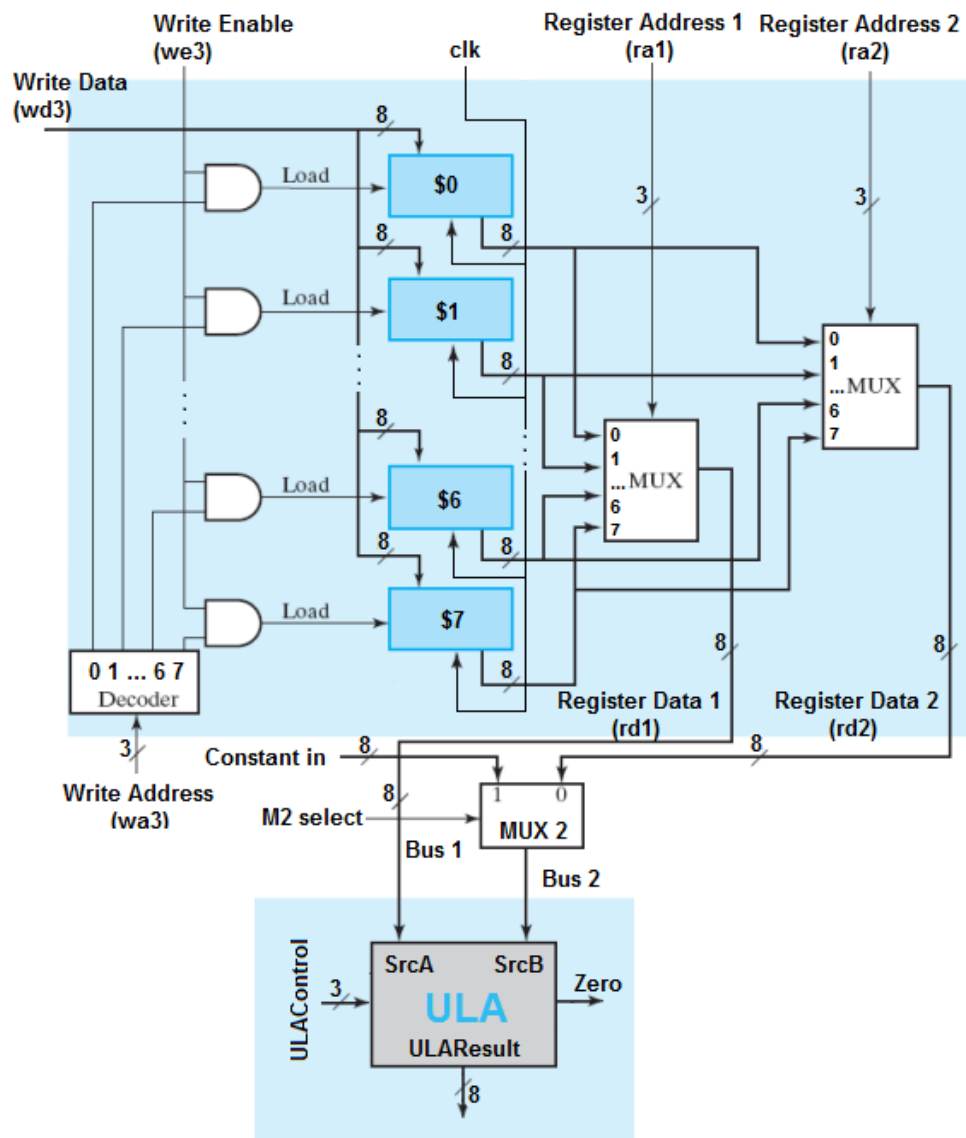 Write Enable
(we3)
clk
Register Address 1
(ra1)
Register Address 2
(ra2)
Write Data
(wd3)
8
Load
$0
3
3
8
8
Load
$1
8
0
1
...
6
7
MUX
8
Load
$6
8
0
1
...
6
7
MUX
8
Load
$7
8
8
8
0 1 ... 6 7
Decoder
3
Write Address
(wa3)
Register Data 1
(rd1)
Register Data 2
(rd2)
Constant in
8
8
1 0
MUX 2
M2 select
8
Bus 1
Bus 2
ULAControl
3
SrcA SrcB
ULA
ULAResult
Zero
8